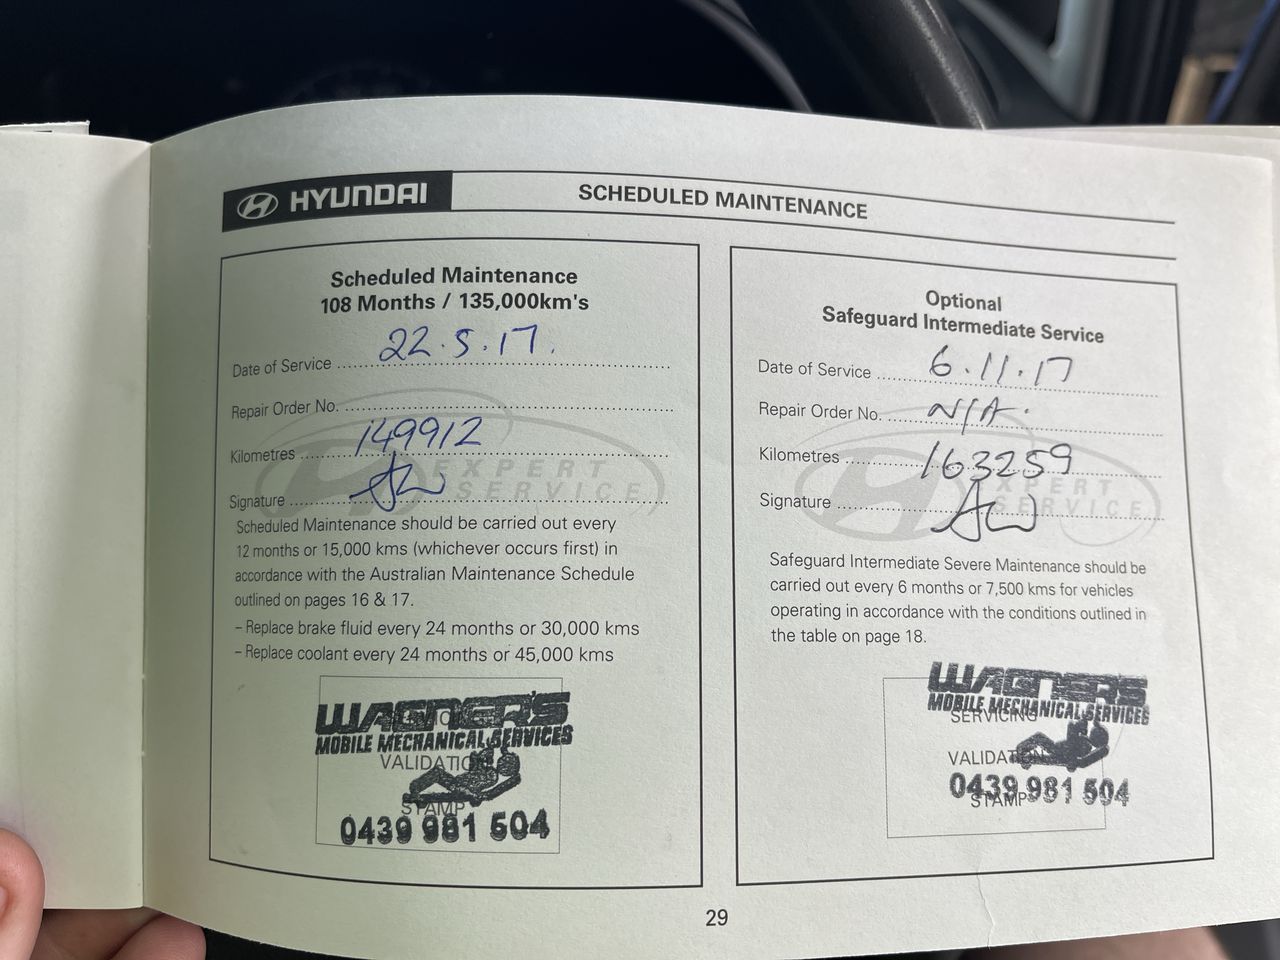 HYUNDAI
SCHEDULED MAINTENANCE
Scheduled Maintenance
108 Months / 135,000km's
Date of Service 22.5.17.
Repair Order No.
Kilometres 149912
EXPERT
SERVICE
Signature
Scheduled Maintenance should be carried out every
12 months or 15,000 kms (whichever occurs first) in
accordance with the Australian Maintenance Schedule
outlined on pages 16 & 17.
– Replace brake fluid every 24 months or 30,000 kms
– Replace coolant every 24 months or 45,000 kms
WAGNER'S
MOBILE MECHANICAL SERVICES
VALIDATION
STAMP
0439 981 504
Optional
Safeguard Intermediate Service
Date of Service 6.11.17
Repair Order No. N/A.
Kilometres 163259
EXPERT
SERVICE
Signature
Safeguard Intermediate Severe Maintenance should be
carried out every 6 months or 7,500 kms for vehicles
operating in accordance with the conditions outlined in
the table on page 18.
WAGNER'S
MOBILE MECHANICAL SERVICES
SERVICING
VALIDATION
0439 981 504
STAMP
29